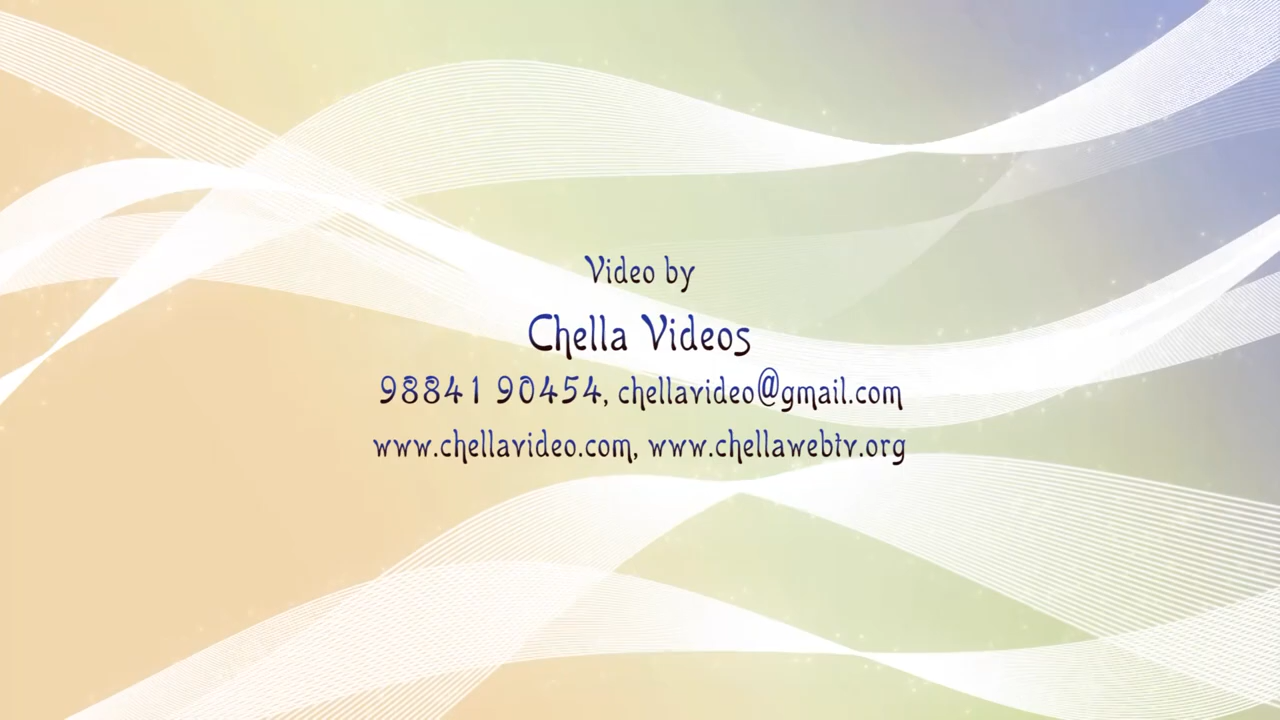 Video by
Chella Videos
98841 90454, chellavideo@gmail.com
www.chellavideo.com, www.chellawebtv.org